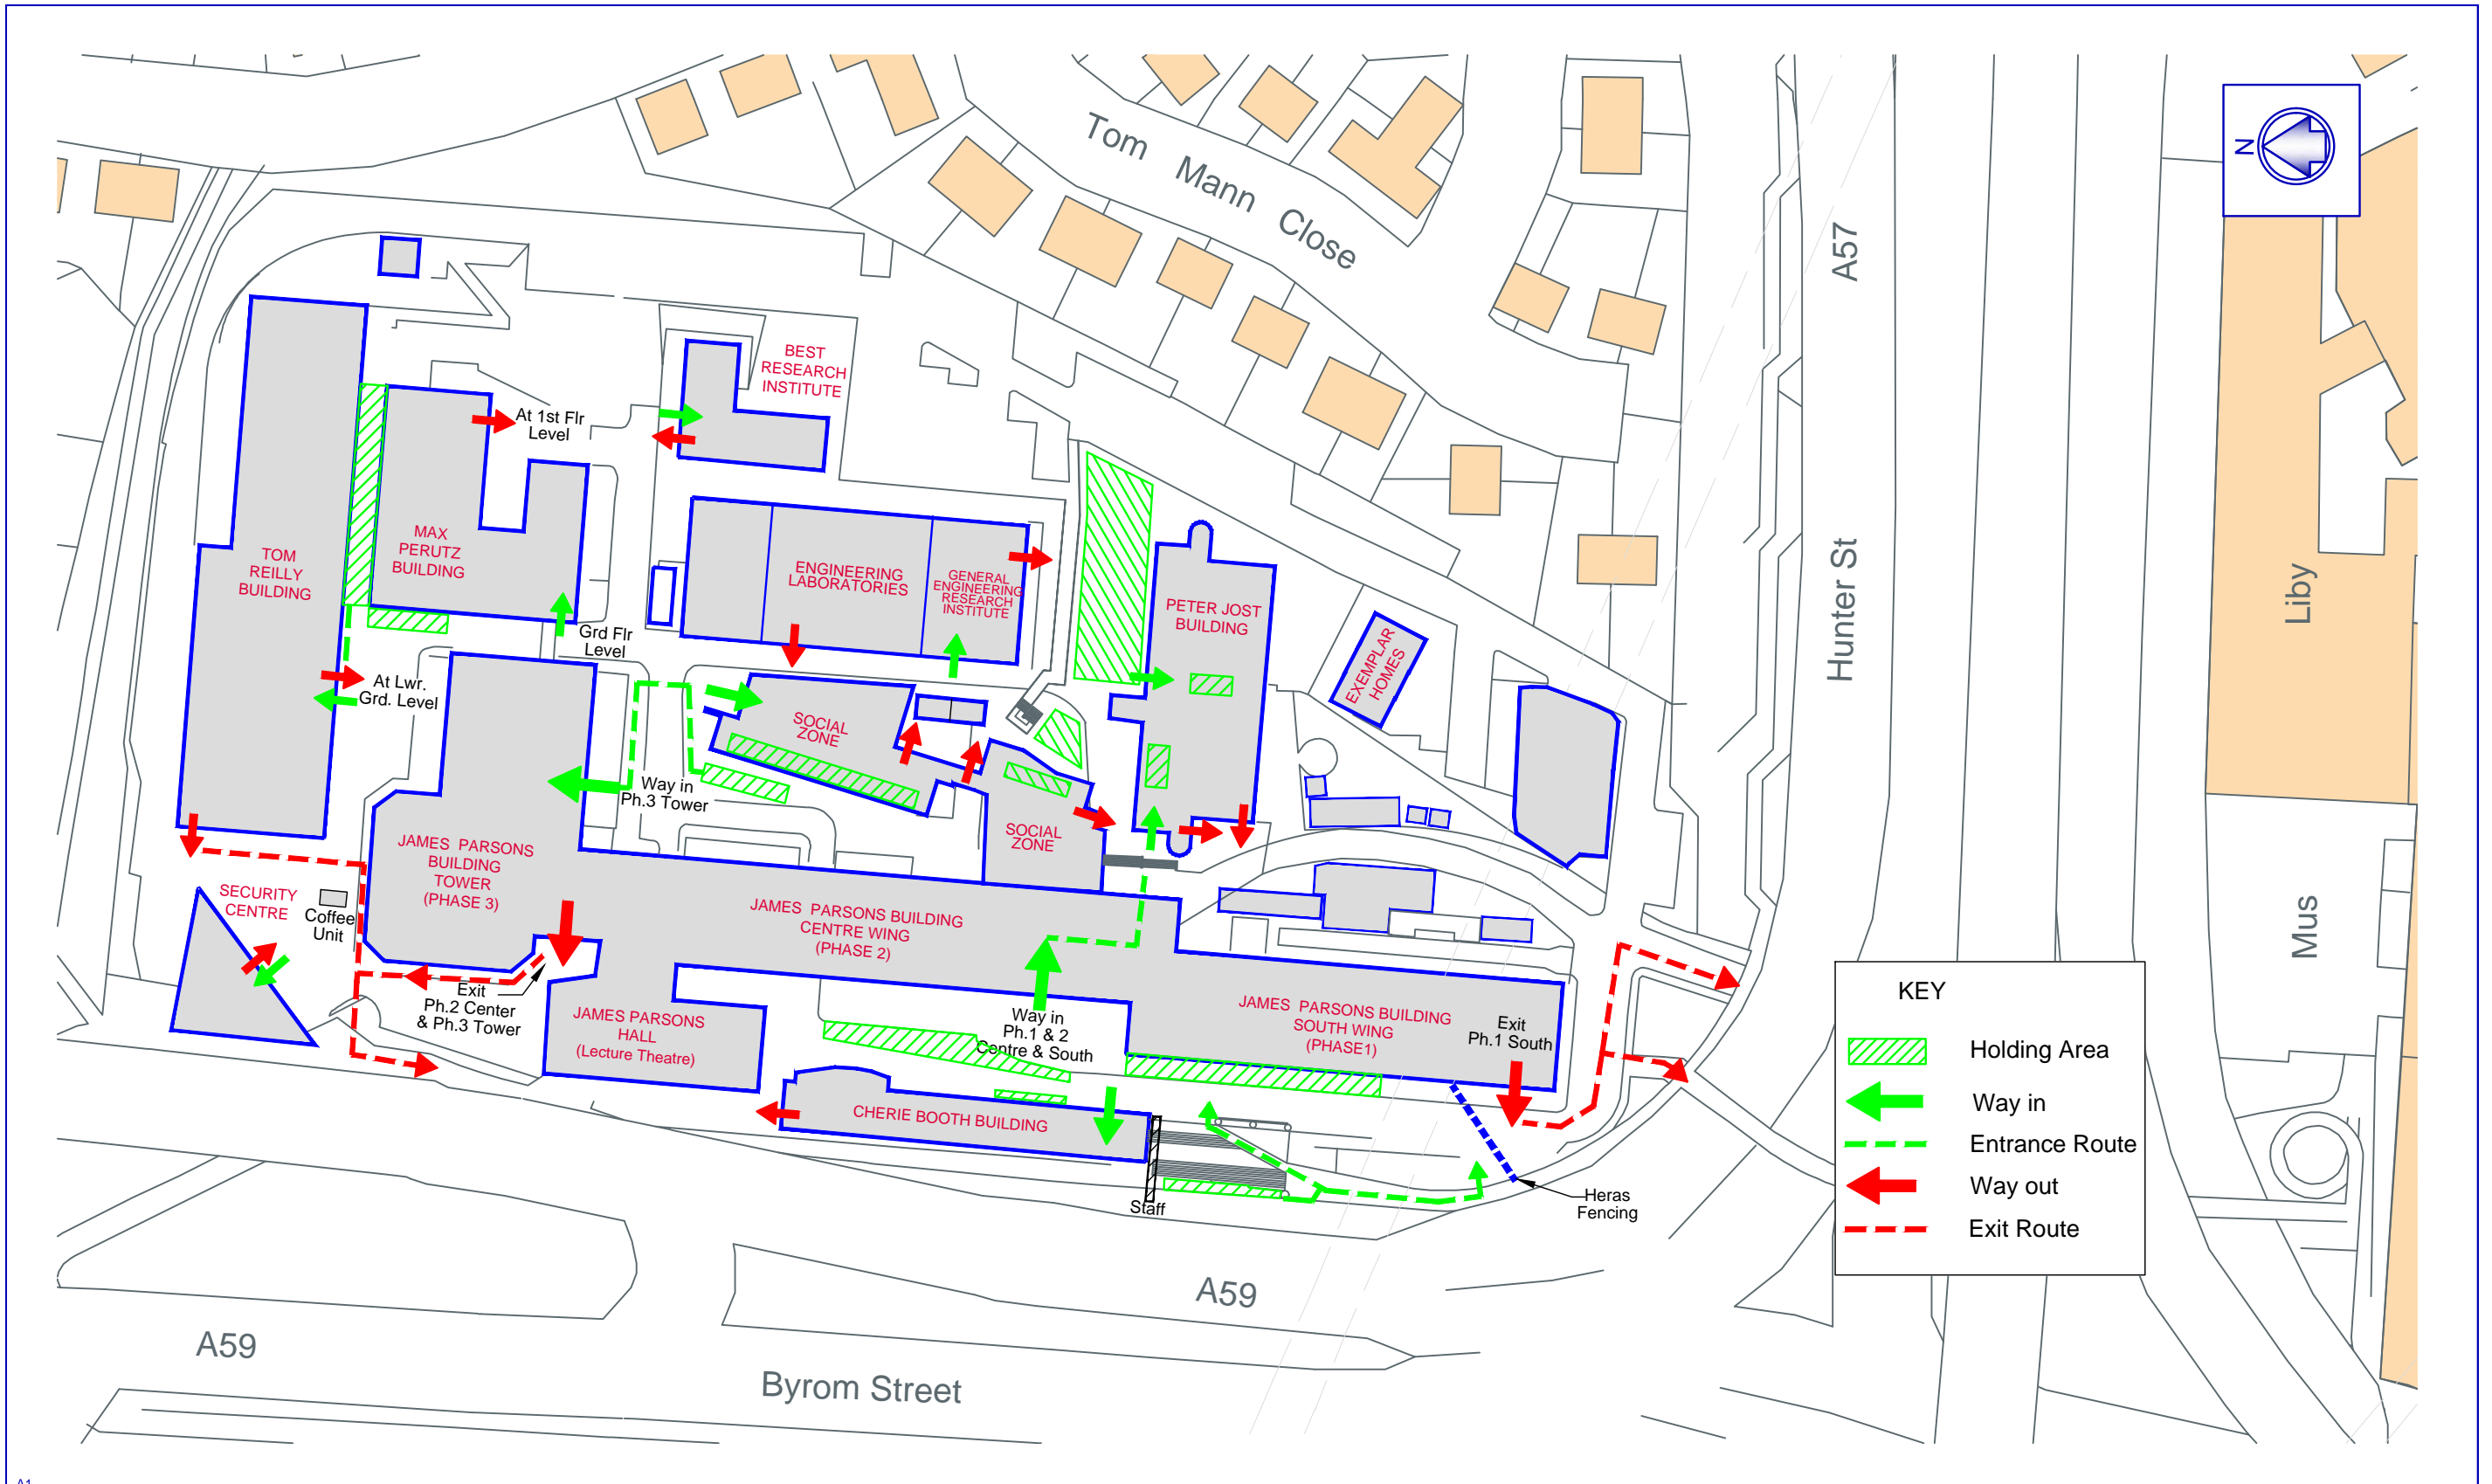 Tom Mann Close
A57
N
BEST
RESEARCH
INSTITUTE
At 1st Flr
Level
MAX
PERUTZ
BUILDING
TOM
REILLY
BUILDING
ENGINEERING
LABORATORIES
GENERAL
ENGINEERING
RESEARCH
INSTITUTE
PETER JOST
BUILDING
EXEMPLAR
HOMES
Hunter St
Liby
Grd Flr
Level
At Lwr.
Grd. Level
SOCIAL
ZONE
Way in
Ph.3 Tower
SOCIAL
ZONE
JAMES PARSONS
BUILDING
TOWER
(PHASE 3)
SECURITY
CENTRE
Coffee
Unit
JAMES PARSONS BUILDING
CENTRE WING
(PHASE 2)
Mus
Exit
Ph.2 Center
& Ph.3 Tower
JAMES PARSONS
HALL
(Lecture Theatre)
Way in
Ph.1 & 2
Centre & South
JAMES PARSONS BUILDING
SOUTH WING
(PHASE1)
Exit
Ph.1 South
CHERIE BOOTH BUILDING
Staff
Heras
Fencing
KEY
Holding Area
Way in
Entrance Route
Way out
Exit Route
A59
A59
Byrom Street
A1